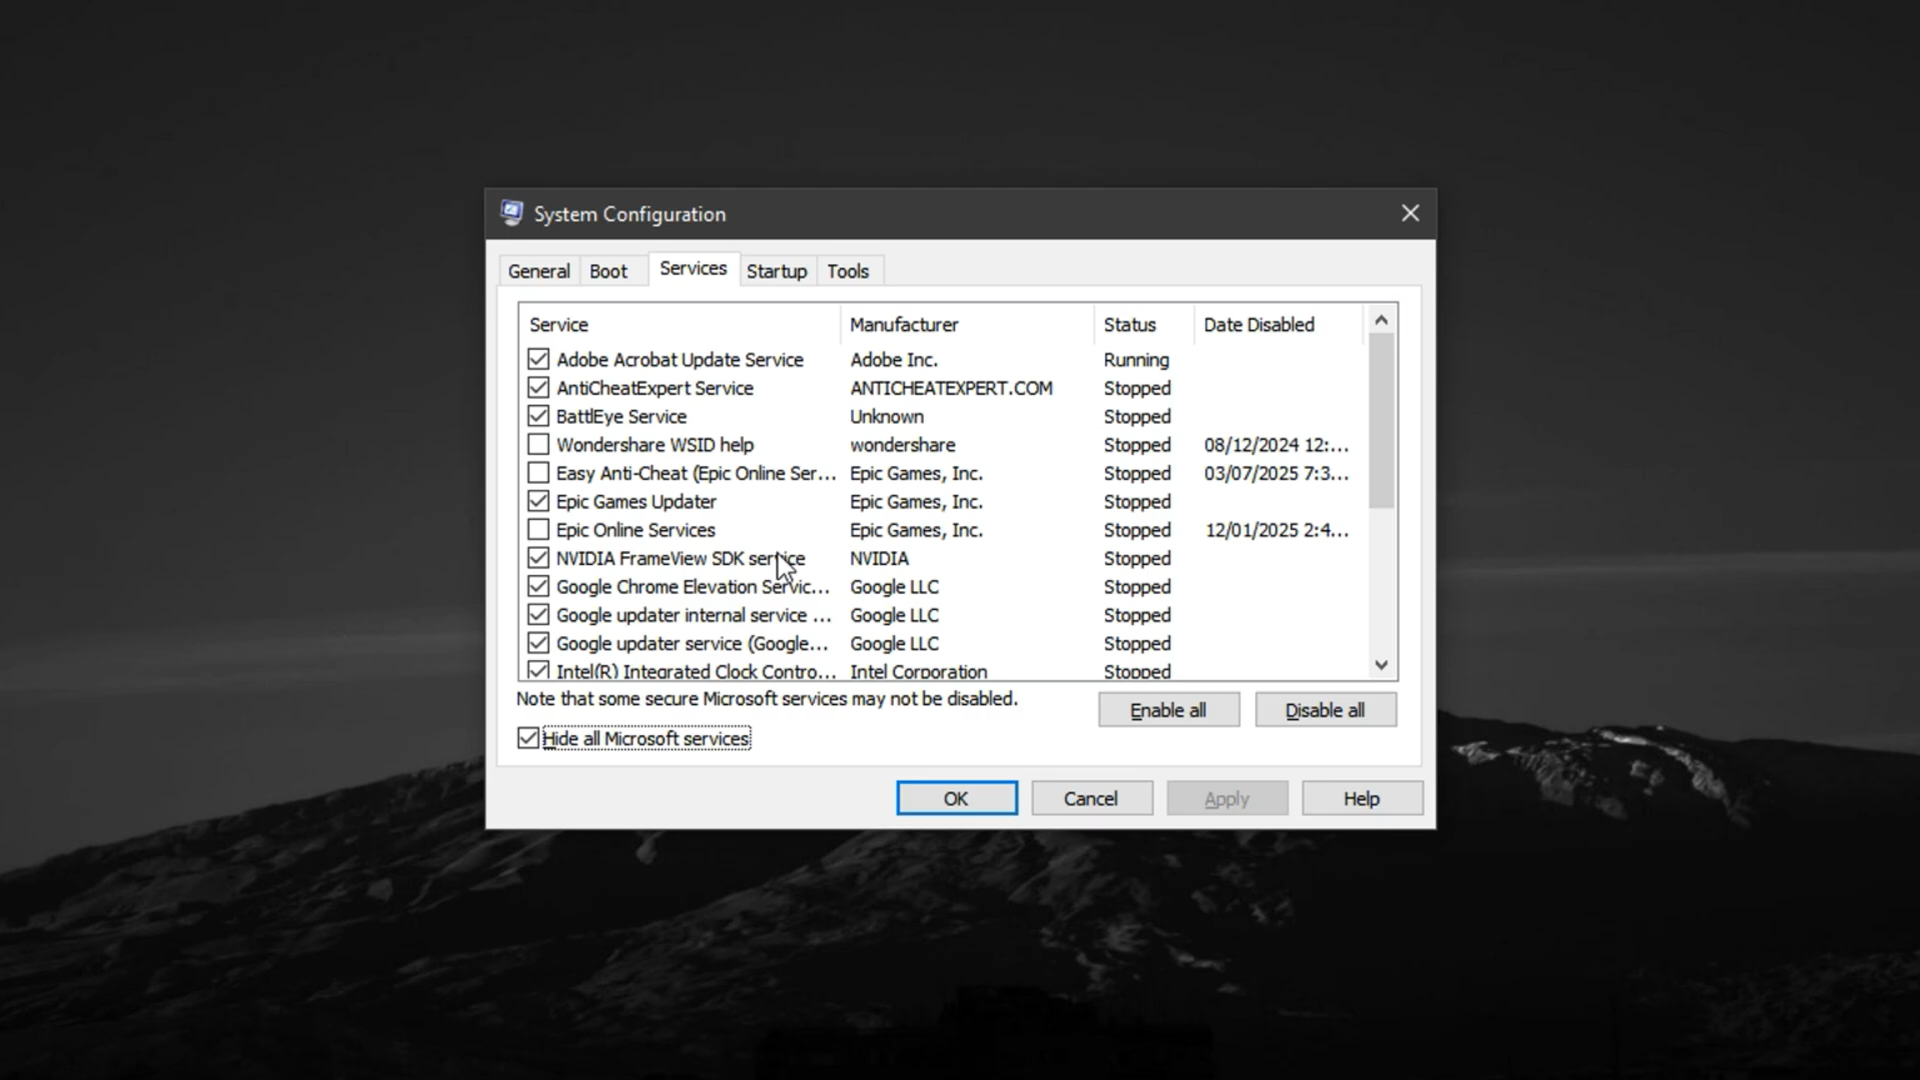 System Configuration
General Boot Services Startup Tools
Service Manufacturer Status Date Disabled
Adobe Acrobat Update Service Adobe Inc. Running
AntiCheatExpert Service ANTICHEATEXPERT.COM Stopped
BattlEye Service Unknown Stopped
Wondershare WSID help wondershare Stopped 08/12/2024 12:...
Easy Anti-Cheat (Epic Online Ser... Epic Games, Inc. Stopped 03/07/2025 7:3...
Epic Games Updater Epic Games, Inc. Stopped
Epic Online Services Epic Games, Inc. Stopped 12/01/2025 2:4...
NVIDIA FrameView SDK service NVIDIA Stopped
Google Chrome Elevation Servic... Google LLC Stopped
Google updater internal service ... Google LLC Stopped
Google updater service (Google... Google LLC Stopped
Intel(R) Integrated Clock Contro... Intel Corporation Stopped
Note that some secure Microsoft services may not be disabled.
Enable all Disable all
Hide all Microsoft services
OK Cancel Apply Help